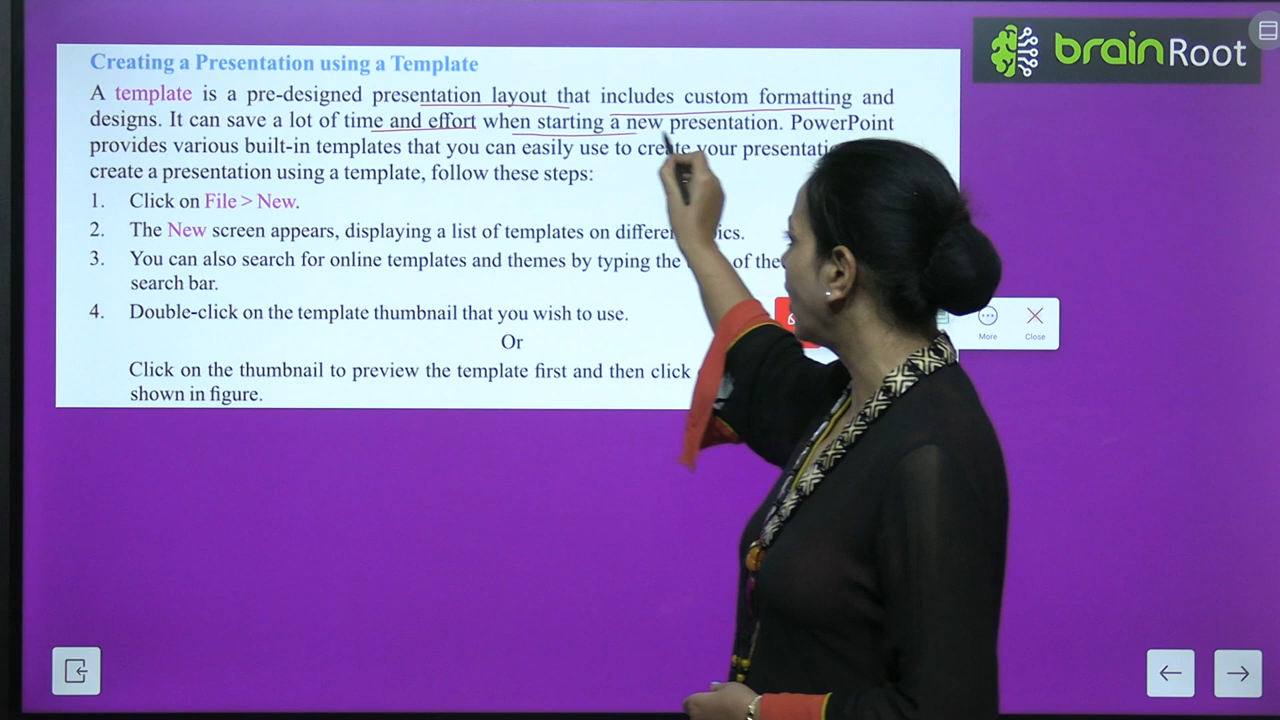 brainRoot
Creating a Presentation using a Template
A template is a pre-designed presentation layout that includes custom formatting and
designs. It can save a lot of time and effort when starting a new presentation. PowerPoint
provides various built-in templates that you can easily use to create your
create a presentation using a template, follow these steps:
1. Click on File > New.
2. The New screen appears, displaying a list of templates on
3. You can also search for online templates and themes by typing the of
search bar.
4. Double-click on the template thumbnail that you wish to use.
Or
Click on the thumbnail to preview the template first and then click
shown in figure.
More
Close